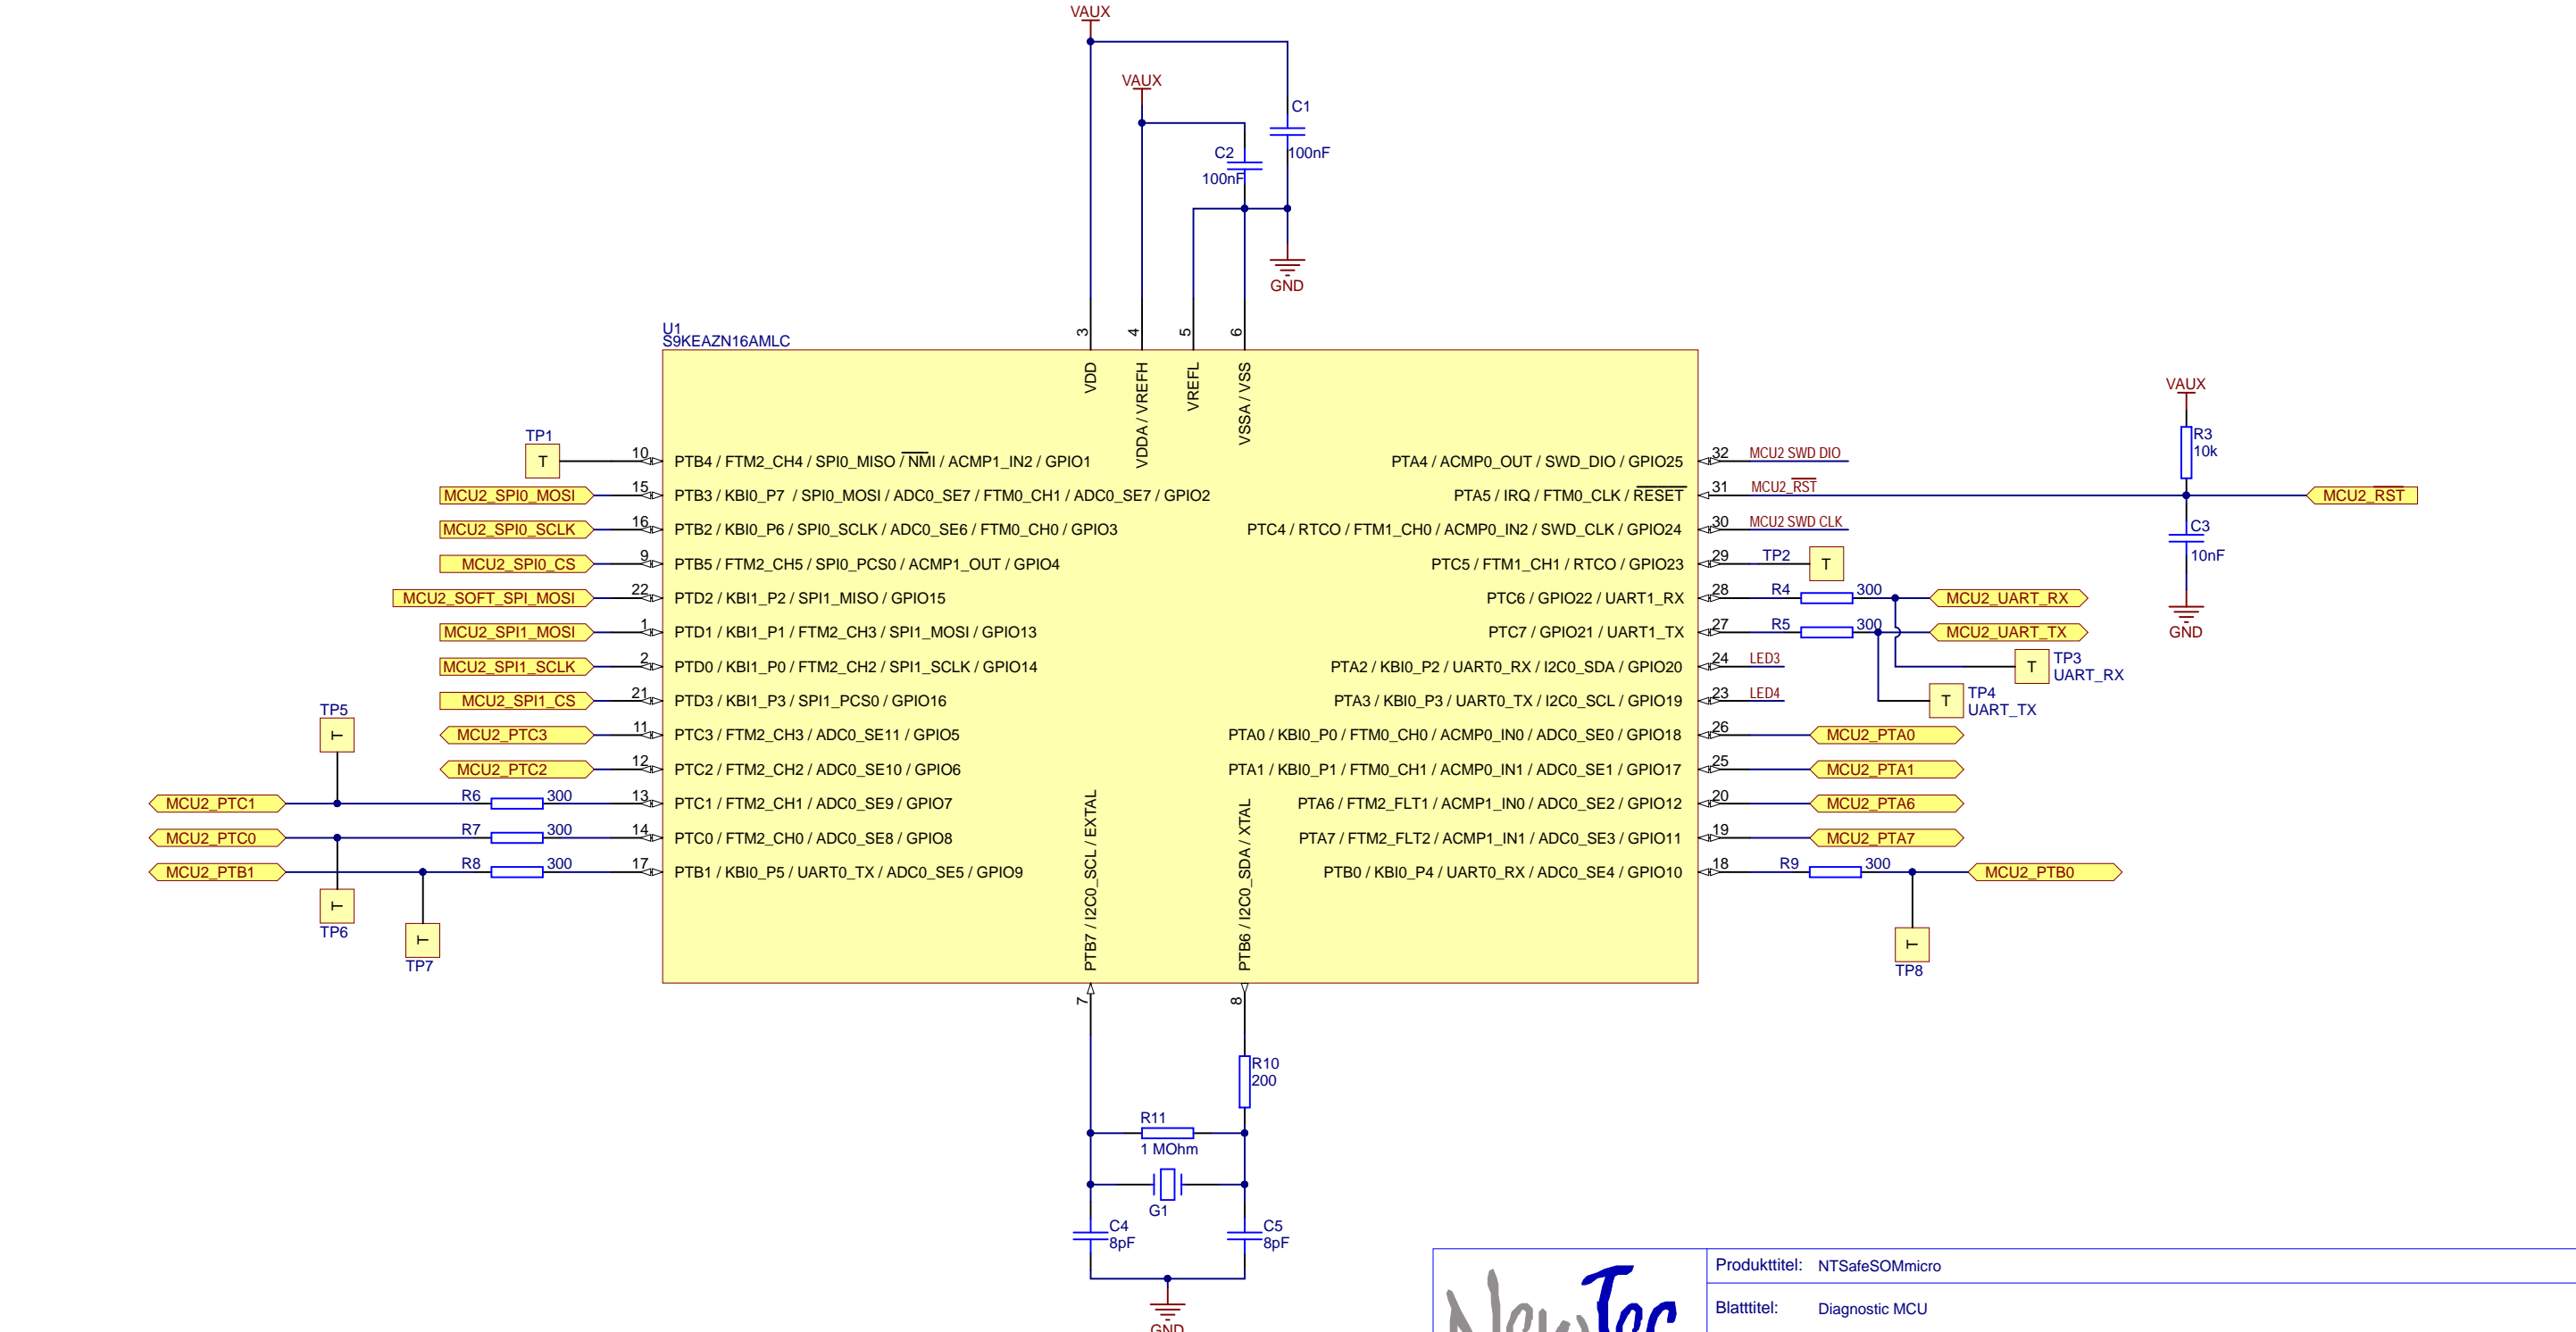 VAUX
VAUX
C1
100nF
C2
100nF
GND
U1
S9KEAZN16AMLC
3
4
5
6
VDD
VDDA / VREFH
VREFL
VSSA / VSS
VAUX
R3
10k
TP1
T
10
PTB4 / FTM2_CH4 / SPI0_MISO / NMI / ACMP1_IN2 / GPIO1
PTA4 / ACMP0_OUT / SWD_DIO / GPIO25
32
MCU2 SWD DIO
MCU2_SPI0_MOSI
15
PTB3 / KBI0_P7 / SPI0_MOSI / ADC0_SE7 / FTM0_CH1 / ADC0_SE7 / GPIO2
PTA5 / IRQ / FTM0_CLK / RESET
31
MCU2_RST
MCU2_RST
MCU2_SPI0_SCLK
16
PTB2 / KBI0_P6 / SPI0_SCLK / ADC0_SE6 / FTM0_CH0 / GPIO3
PTC4 / RTCO / FTM1_CH0 / ACMP0_IN2 / SWD_CLK / GPIO24
30
MCU2 SWD CLK
C3
10nF
GND
MCU2_SPI0_CS
9
PTB5 / FTM2_CH5 / SPI0_PCS0 / ACMP1_OUT / GPIO4
PTC5 / FTM1_CH1 / RTCO / GPIO23
29
TP2
T
MCU2_SOFT_SPI_MOSI
22
PTD2 / KBI1_P2 / SPI1_MISO / GPIO15
PTC6 / GPIO22 / UART1_RX
28
R4
300
MCU2_UART_RX
MCU2_SPI1_MOSI
1
PTD1 / KBI1_P1 / FTM2_CH3 / SPI1_MOSI / GPIO13
PTC7 / GPIO21 / UART1_TX
27
R5
300
MCU2_UART_TX
MCU2_SPI1_SCLK
2
PTD0 / KBI1_P0 / FTM2_CH2 / SPI1_SCLK / GPIO14
PTA2 / KBI0_P2 / UART0_RX / I2C0_SDA / GPIO20
24
LED3
T
TP3
UART_RX
MCU2_SPI1_CS
21
PTD3 / KBI1_P3 / SPI1_PCS0 / GPIO16
PTA3 / KBI0_P3 / UART0_TX / I2C0_SCL / GPIO19
23
LED4
T
TP4
UART_TX
TP5
T
MCU2_PTC3
11
PTC3 / FTM2_CH3 / ADC0_SE11 / GPIO5
PTA0 / KBI0_P0 / FTM0_CH0 / ACMP0_IN0 / ADC0_SE0 / GPIO18
26
MCU2_PTA0
MCU2_PTC2
12
PTC2 / FTM2_CH2 / ADC0_SE10 / GPIO6
PTA1 / KBI0_P1 / FTM0_CH1 / ACMP0_IN1 / ADC0_SE1 / GPIO17
25
MCU2_PTA1
MCU2_PTC1
R6
300
13
PTC1 / FTM2_CH1 / ADC0_SE9 / GPIO7
PTA6 / FTM2_FLT1 / ACMP1_IN0 / ADC0_SE2 / GPIO12
20
MCU2_PTA6
MCU2_PTC0
R7
300
14
PTC0 / FTM2_CH0 / ADC0_SE8 / GPIO8
PTA7 / FTM2_FLT2 / ACMP1_IN1 / ADC0_SE3 / GPIO11
19
MCU2_PTA7
MCU2_PTB1
R8
300
17
PTB1 / KBI0_P5 / UART0_TX / ADC0_SE5 / GPIO9
PTB0 / KBI0_P4 / UART0_RX / ADC0_SE4 / GPIO10
18
R9
300
MCU2_PTB0
T
TP6
T
TP7
T
TP8
PTB7 / I2C0_SCL / EXTAL
PTB6 / I2C0_SDA / XTAL
7
8
R10
200
R11
1 MOhm
G1
C4
8pF
C5
8pF
GND
NewTec
Produkttitel: NTSafeSOMmicro
Blatttitel: Diagnostic MCU